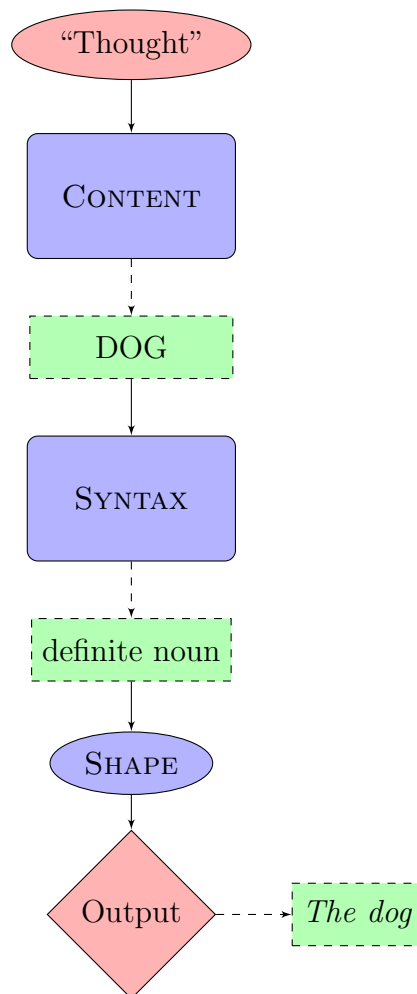 “Thought”
CONTENT
DOG
SYNTAX
definite noun
SHAPE
Output
The dog